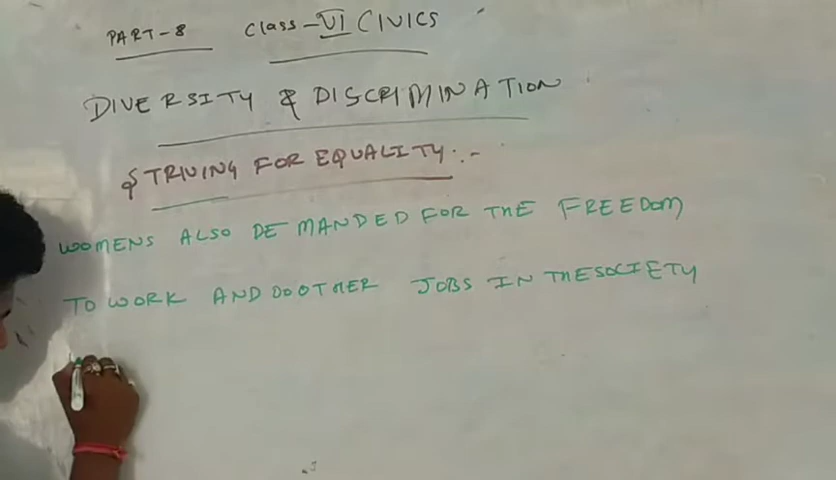 PART-8 Class-VI CIVICS
DIVERSITY & DISCRIMINATION
STRIVING FOR EQUALITY:-
WOMENS ALSO DEMANDED FOR THE FREEDOM
TO WORK AND DO OTHER JOBS IN THE SOCIETY